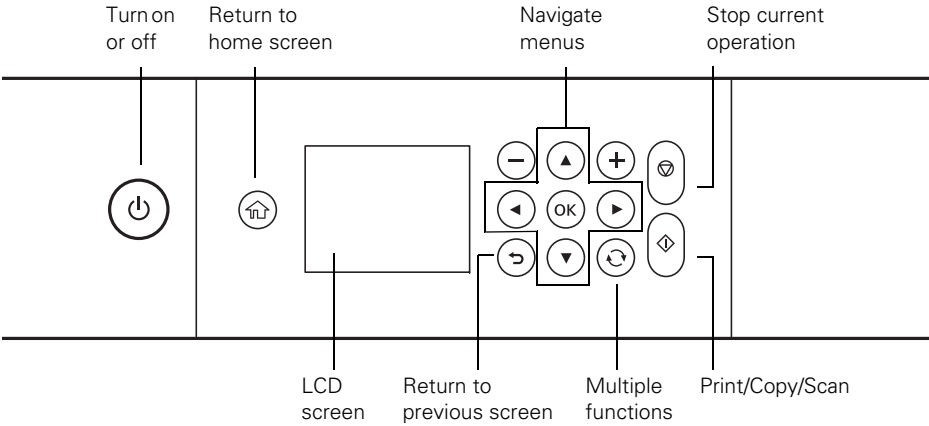 Turn on
or off
Return to
home screen
Navigate
menus
Stop current
operation
OK
LCD
screen
Return to
previous screen
Multiple
functions
Print/Copy/Scan